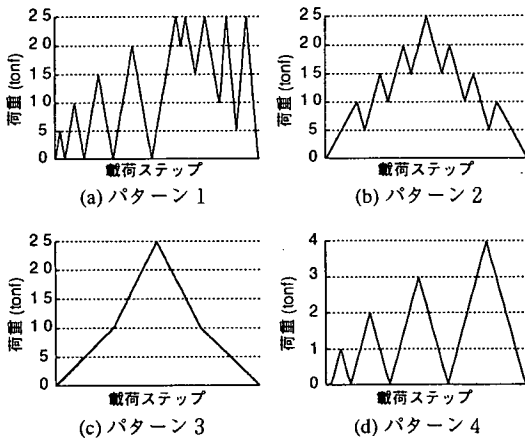 荷重 (tonf)
25
20
15
10
5
0
載荷ステップ
(a) パターン 1
荷重 (tonf)
25
20
15
10
5
0
載荷ステップ
(b) パターン 2
荷重 (tonf)
25
20
15
10
5
0
載荷ステップ
(c) パターン 3
荷重 (tonf)
4
3
2
1
0
載荷ステップ
(d) パターン 4